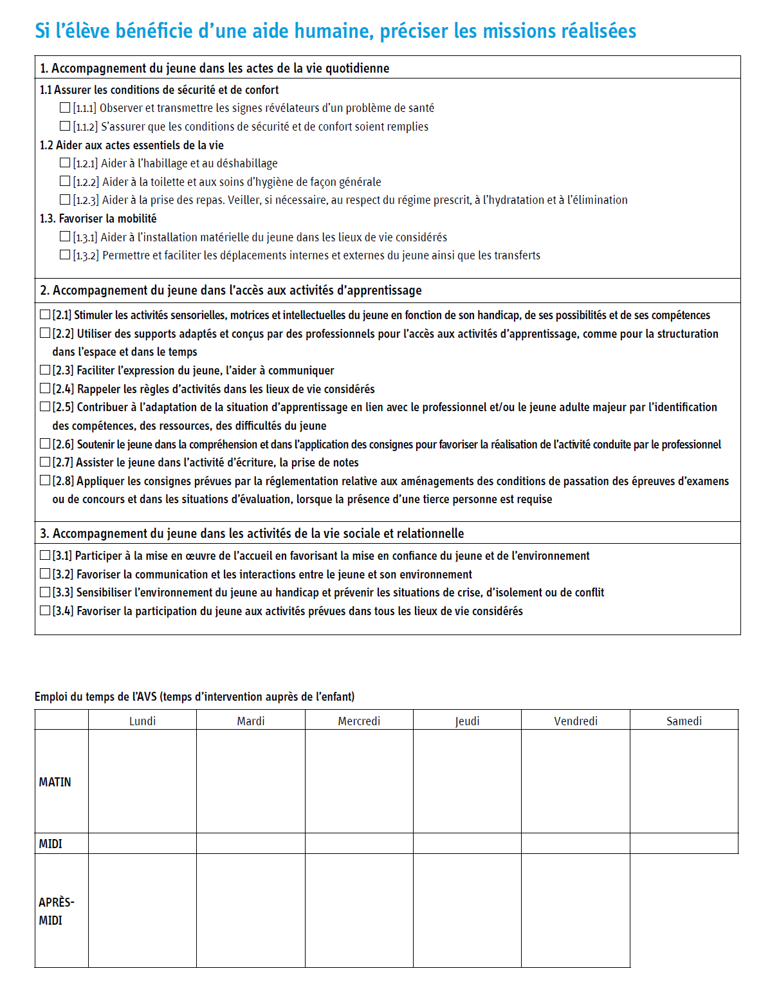 Si l’élève bénéficie d’une aide humaine, préciser les missions réalisées
1. Accompagnement du jeune dans les actes de la vie quotidienne
1.1 Assurer les conditions de sécurité et de confort
[1.1.1] Observer et transmettre les signes révélateurs d’un problème de santé
[1.1.2] S’assurer que les conditions de sécurité et de confort soient remplies
1.2 Aider aux actes essentiels de la vie
[1.2.1] Aider à l’habillage et au déshabillage
[1.2.2] Aider à la toilette et aux soins d’hygiène de façon générale
[1.2.3] Aider à la prise des repas. Veiller, si nécessaire, au respect du régime prescrit, à l’hydratation et à l’élimination
1.3. Favoriser la mobilité
[1.3.1] Aider à l’installation matérielle du jeune dans les lieux de vie considérés
[1.3.2] Permettre et faciliter les déplacements internes et externes du jeune ainsi que les transferts
2. Accompagnement du jeune dans l’accès aux activités d’apprentissage
[2.1] Stimuler les activités sensorielles, motrices et intellectuelles du jeune en fonction de son handicap, de ses possibilités et de ses compétences
[2.2] Utiliser des supports adaptés et conçus par des professionnels pour l’accès aux activités d’apprentissage, comme pour la structuration
dans l’espace et dans le temps
[2.3] Faciliter l’expression du jeune, l’aider à communiquer
[2.4] Rappeler les règles d’activités dans les lieux de vie considérés
[2.5] Contribuer à l’adaptation de la situation d’apprentissage en lien avec le professionnel et/ou le jeune adulte majeur par l’identification
des compétences, des ressources, des difficultés du jeune
[2.6] Soutenir le jeune dans la compréhension et dans l’application des consignes pour favoriser la réalisation de l’activité conduite par le professionnel
[2.7] Assister le jeune dans l’activité d’écriture, la prise de notes
[2.8] Appliquer les consignes prévues par la réglementation relative aux aménagements des conditions de passation des épreuves d’examens
ou de concours et dans les situations d’évaluation, lorsque la présence d’une tierce personne est requise
3. Accompagnement du jeune dans les activités de la vie sociale et relationnelle
[3.1] Participer à la mise en œuvre de l’accueil en favorisant la mise en confiance du jeune et de l’environnement
[3.2] Favoriser la communication et les interactions entre le jeune et son environnement
[3.3] Sensibiliser l’environnement du jeune au handicap et prévenir les situations de crise, d’isolement ou de conflit
[3.4] Favoriser la participation du jeune aux activités prévues dans tous les lieux de vie considérés
Emploi du temps de l’AVS (temps d’intervention auprès de l’enfant)
Lundi Mardi Mercredi Jeudi Vendredi Samedi
MATIN
MIDI
APRÈS-
MIDI